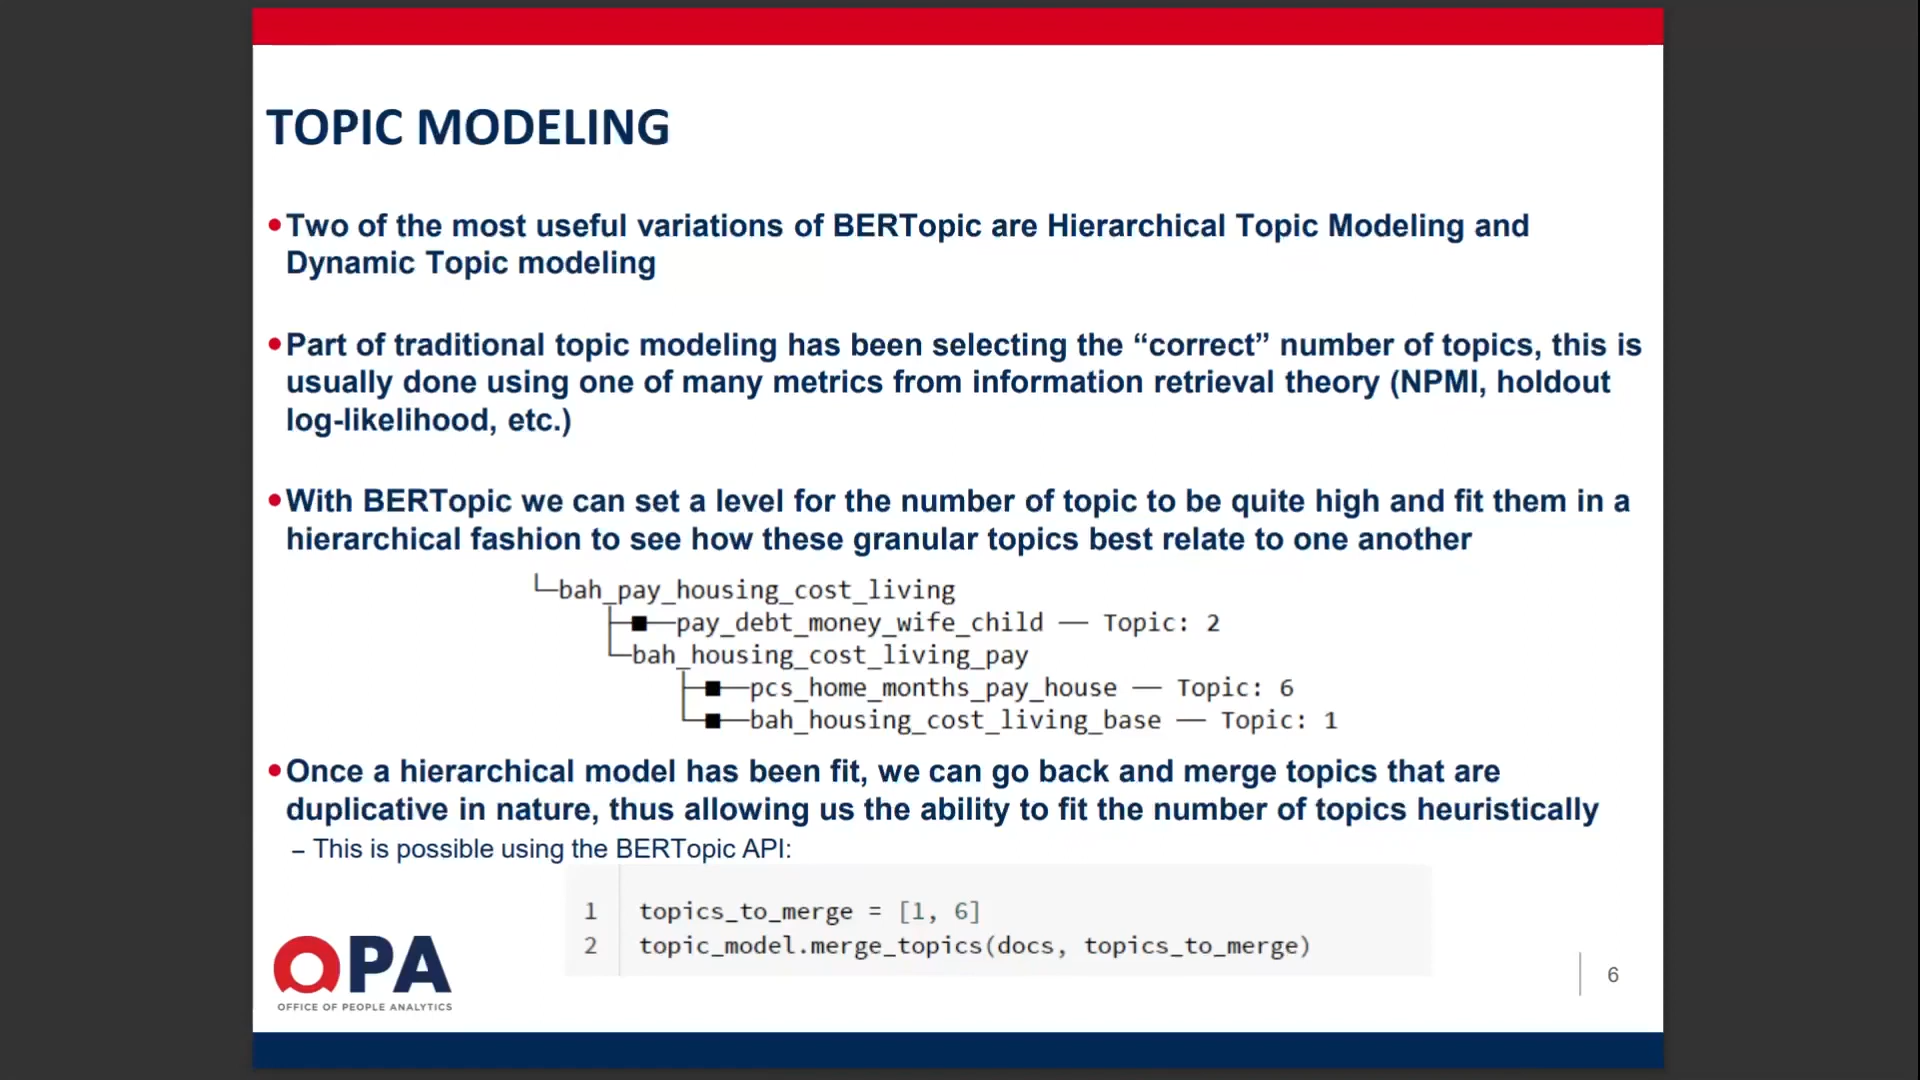 TOPIC MODELING
•Two of the most useful variations of BERTopic are Hierarchical Topic Modeling and
Dynamic Topic modeling
•Part of traditional topic modeling has been selecting the “correct” number of topics, this is
usually done using one of many metrics from information retrieval theory (NPMI, holdout
log-likelihood, etc.)
•With BERTopic we can set a level for the number of topic to be quite high and fit them in a
hierarchical fashion to see how these granular topics best relate to one another
└─bah_pay_housing_cost_living
├─■──pay_debt_money_wife_child ── Topic: 2
└─bah_housing_cost_living_pay
├─■──pcs_home_months_pay_house ── Topic: 6
└─■──bah_housing_cost_living_base ── Topic: 1
•Once a hierarchical model has been fit, we can go back and merge topics that are
duplicative in nature, thus allowing us the ability to fit the number of topics heuristically
– This is possible using the BERTopic API:
1 topics_to_merge = [1, 6]
2 topic_model.merge_topics(docs, topics_to_merge)
OPA
OFFICE OF PEOPLE ANALYTICS
6